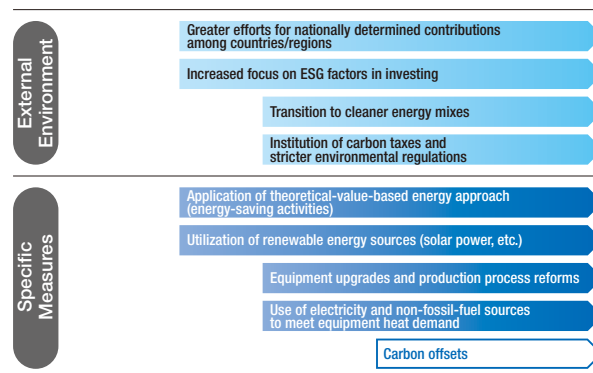 External
Environment
Greater efforts for nationally determined contributions
among countries/regions
Increased focus on ESG factors in investing
Transition to cleaner energy mixes
Institution of carbon taxes and
stricter environmental regulations
Specific
Measures
Application of theoretical-value-based energy approach
(energy-saving activities)
Utilization of renewable energy sources (solar power, etc.)
Equipment upgrades and production process reforms
Use of electricity and non-fossil-fuel sources
to meet equipment heat demand
Carbon offsets